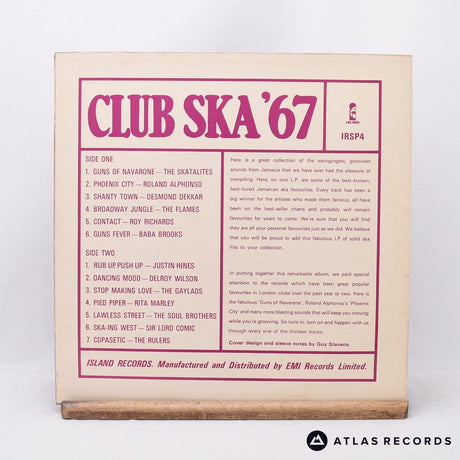 CLUB SKA '67
IRSP4
SIDE ONE
1. GUNS OF NAVARONE — THE SKATALITES
2. PHOENIX CITY — ROLAND ALPHONSO
3. SHANTY TOWN — DESMOND DEKKAR
4. BROADWAY JUNGLE — THE FLAMES
5. CONTACT — ROY RICHARDS
6. GUNS FEVER — BABA BROOKS
SIDE TWO
1. RUB UP PUSH UP — JUSTIN HINES
2. DANCING MOOD — DELROY WILSON
3. STOP MAKING LOVE — THE GAYLADS
4. PIED PIPER — RITA MARLEY
5. LAWLESS STREET — THE SOUL BROTHERS
6. SKA-ING WEST — SIR LORD COMIC
7. COPASETIC — THE RULERS
Here is a great collection of the swingingest, grooviest
sounds from Jamaica that we have ever had the pleasure of
compiling. Here, on one L.P. are some of the best-known,
best-loved Jamaican ska favourites. Every track has been a
big winner for the artistes who made them famous, all have
been on the best-seller charts and probably will remain
favourites for years to come. We're sure that you will find
they are all your personal favourites just as we did. We believe
that you will be proud to add this fabulous LP of solid ska
hits to your collection.
In putting together this remarkable album, we paid special
attention to the records which have been great popular
favourites in London clubs over the past year or two. Here is
the fabulous 'Guns of Navarone', Roland Alphonso's 'Phoenix
City' and many more blasting sounds that will keep you moving
while you're grooving. So tune in, turn on and happen with us
through every one of the thirteen tracks.
Cover design and sleeve notes by Guy Stevens
ISLAND RECORDS. Manufactured and Distributed by EMI Records Limited.
ATLAS RECORDS